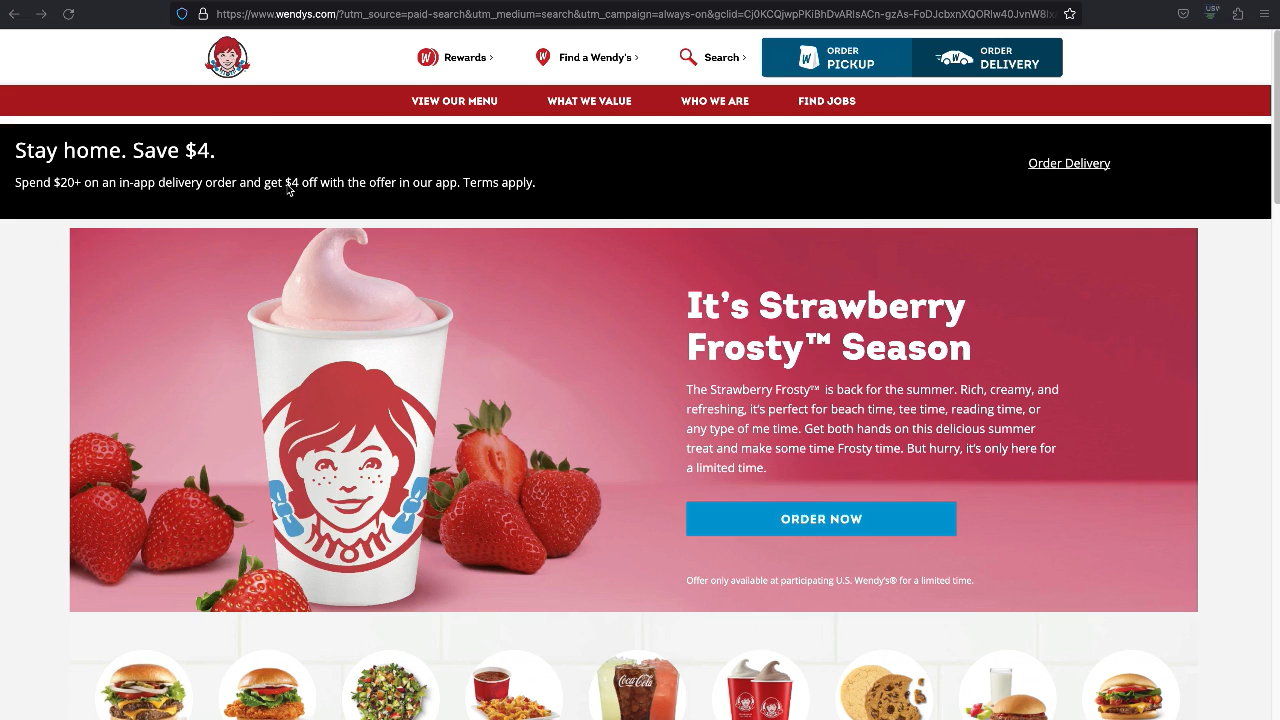 https://www.wendys.com/?utm_source=paid-search&utm_medium=search&utm_campaign=always-on&gclid=
USW
Rewards ›
Find a Wendy's ›
Search ›
ORDER
PICKUP
ORDER
DELIVERY
VIEW OUR MENU
WHAT WE VALUE
WHO WE ARE
FIND JOBS
Stay home. Save $4.
Spend $20+ on an in-app delivery order and get $4 off with the offer in our app. Terms apply.
Order Delivery
It's Strawberry
Frosty™ Season
The Strawberry Frosty™ is back for the summer. Rich, creamy, and
refreshing, it's perfect for beach time, tee time, reading time, or
any type of me time. Get both hands on this delicious summer
treat and make some time Frosty time. But hurry, it's only here for
a limited time.
ORDER NOW
Offer only available at participating U.S. Wendy's® for a limited time.
Coca-Cola